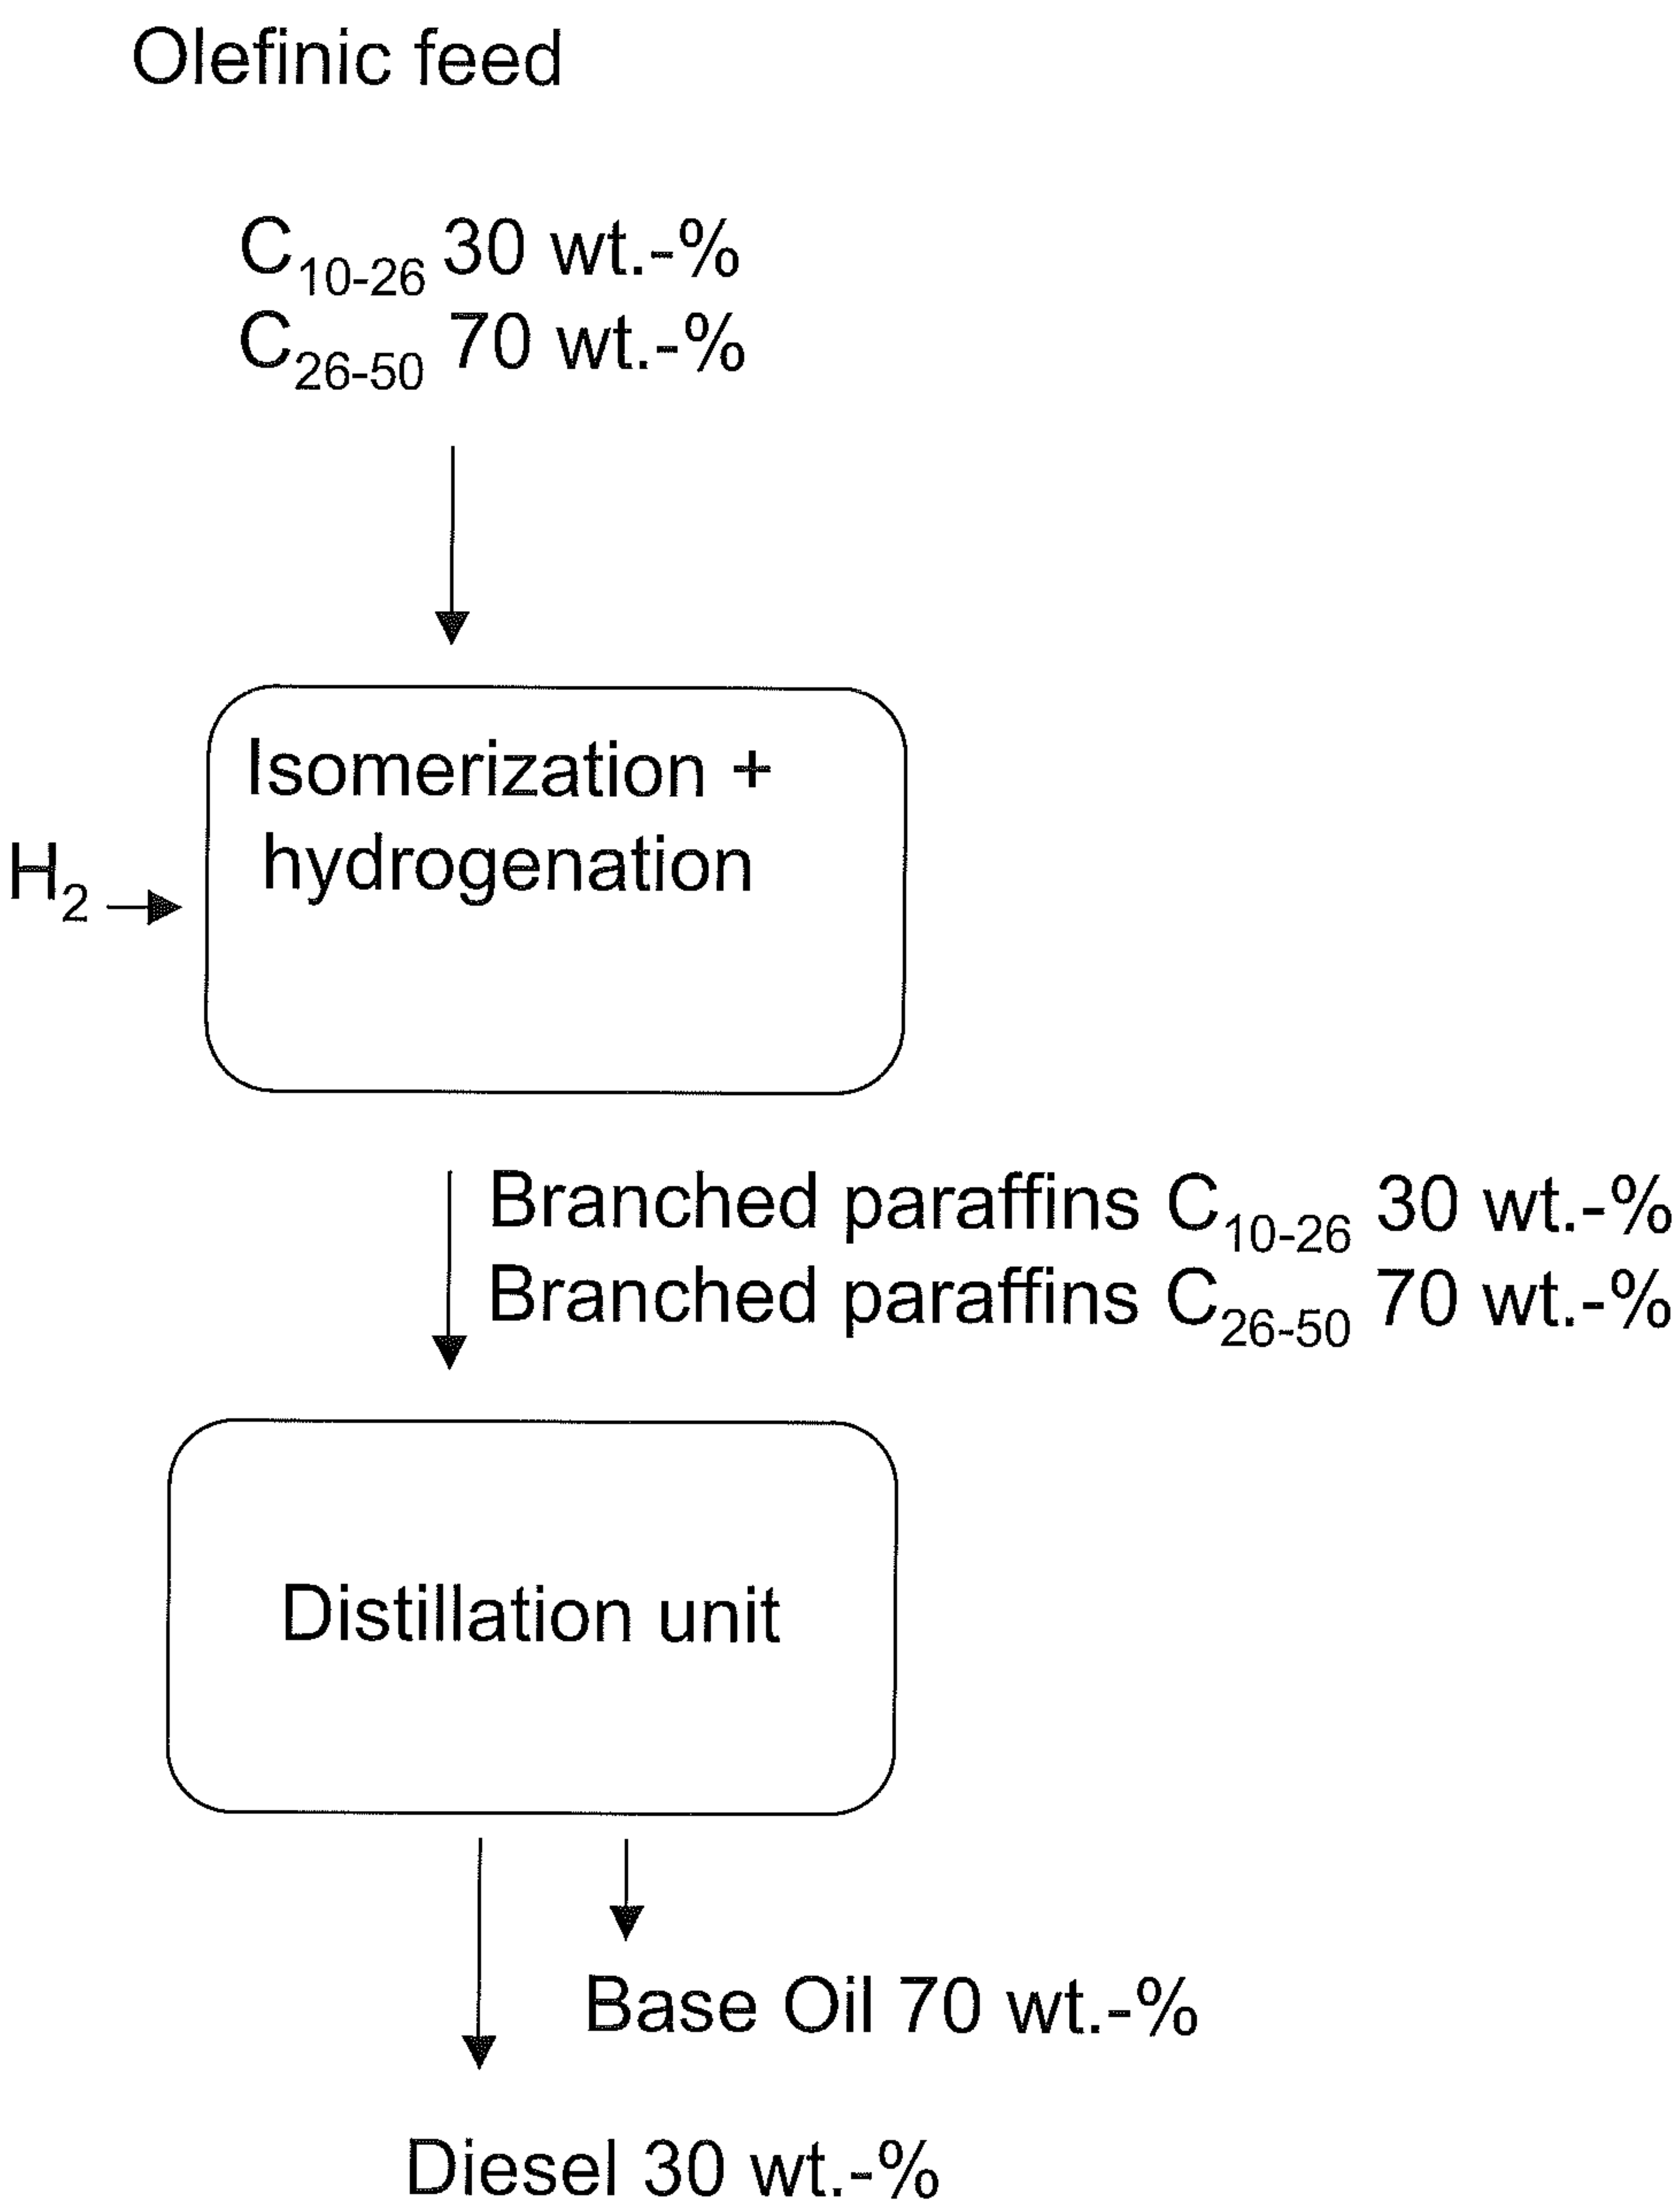 Olefinic feed
C₁₀₋₂₆ 30 wt.-%
C₂₆₋₅₀ 70 wt.-%
Isomerization +
hydrogenation
H₂
Branched paraffins C₁₀₋₂₆ 30 wt.-%
Branched paraffins C₂₆₋₅₀ 70 wt.-%
Distillation unit
Base Oil 70 wt.-%
Diesel 30 wt.-%